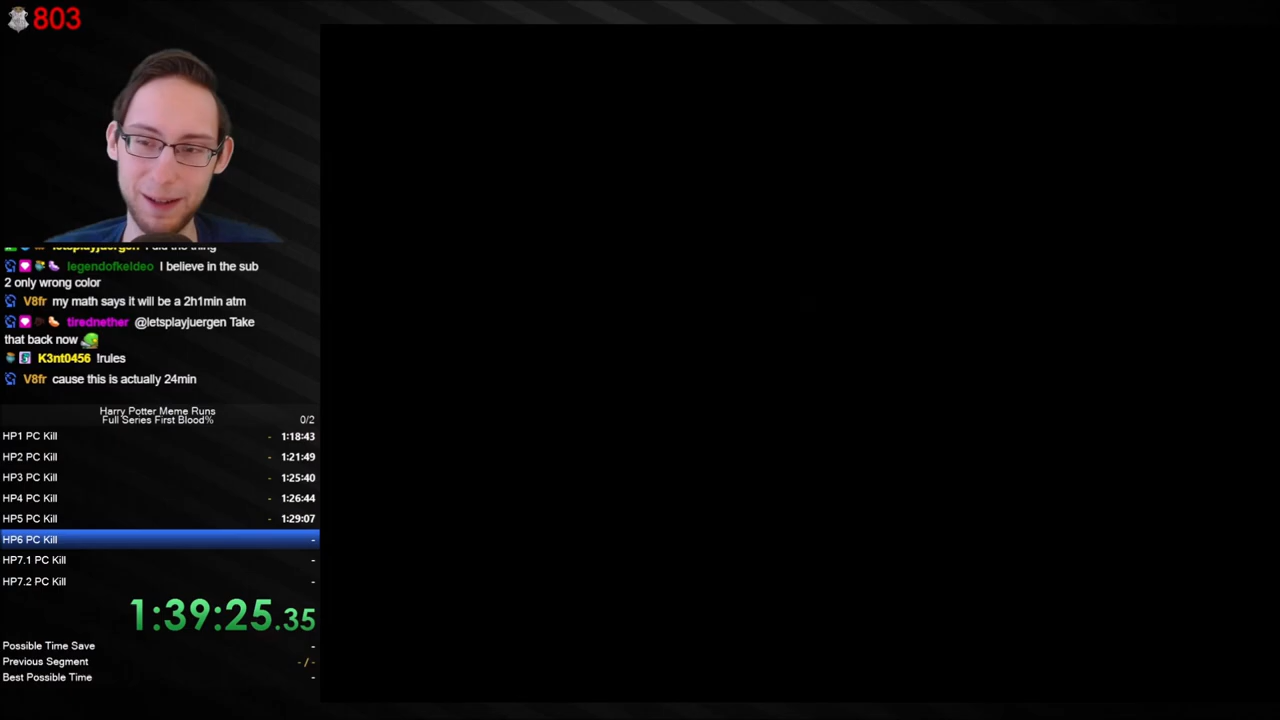 803
letsplayjuergen I did the thing
legendofkeldeo I believe in the sub
2 only wrong color
V8fr my math says it will be a 2h1min atm
tirednether @letsplayjuergen Take
that back now
K3nt0456 !rules
V8fr cause this is actually 24min
Harry Potter Meme Runs
Full Series First Blood% 0/2
HP1 PC Kill - 1:18:43
HP2 PC Kill - 1:21:49
HP3 PC Kill - 1:25:40
HP4 PC Kill - 1:26:44
HP5 PC Kill - 1:29:07
HP6 PC Kill -
HP7.1 PC Kill -
HP7.2 PC Kill -
1:39:25.35
Possible Time Save -
Previous Segment - / -
Best Possible Time -